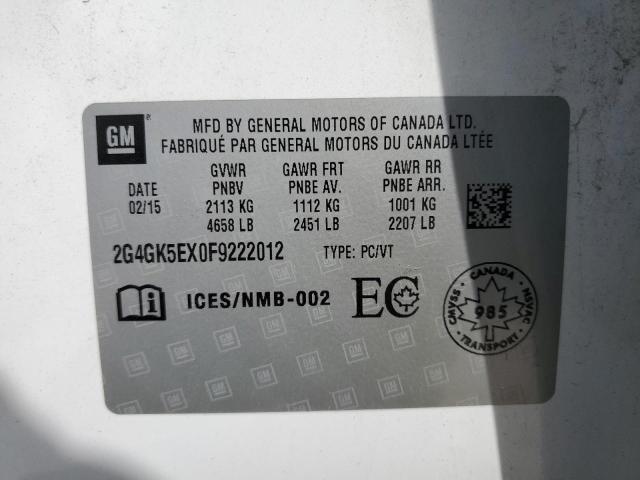 GM
MFD BY GENERAL MOTORS OF CANADA LTD.
FABRIQUÉ PAR GENERAL MOTORS DU CANADA LTÉE
GVWR GAWR FRT GAWR RR
DATE PNBV PNBE AV. PNBE ARR.
02/15 2113 KG 1112 KG 1001 KG
4658 LB 2451 LB 2207 LB
2G4GK5EX0F9222012 TYPE: PC/VT
i ICES/NMB-002 EC
CANADA
CMVSS 985 NSVAC
TRANSPORT